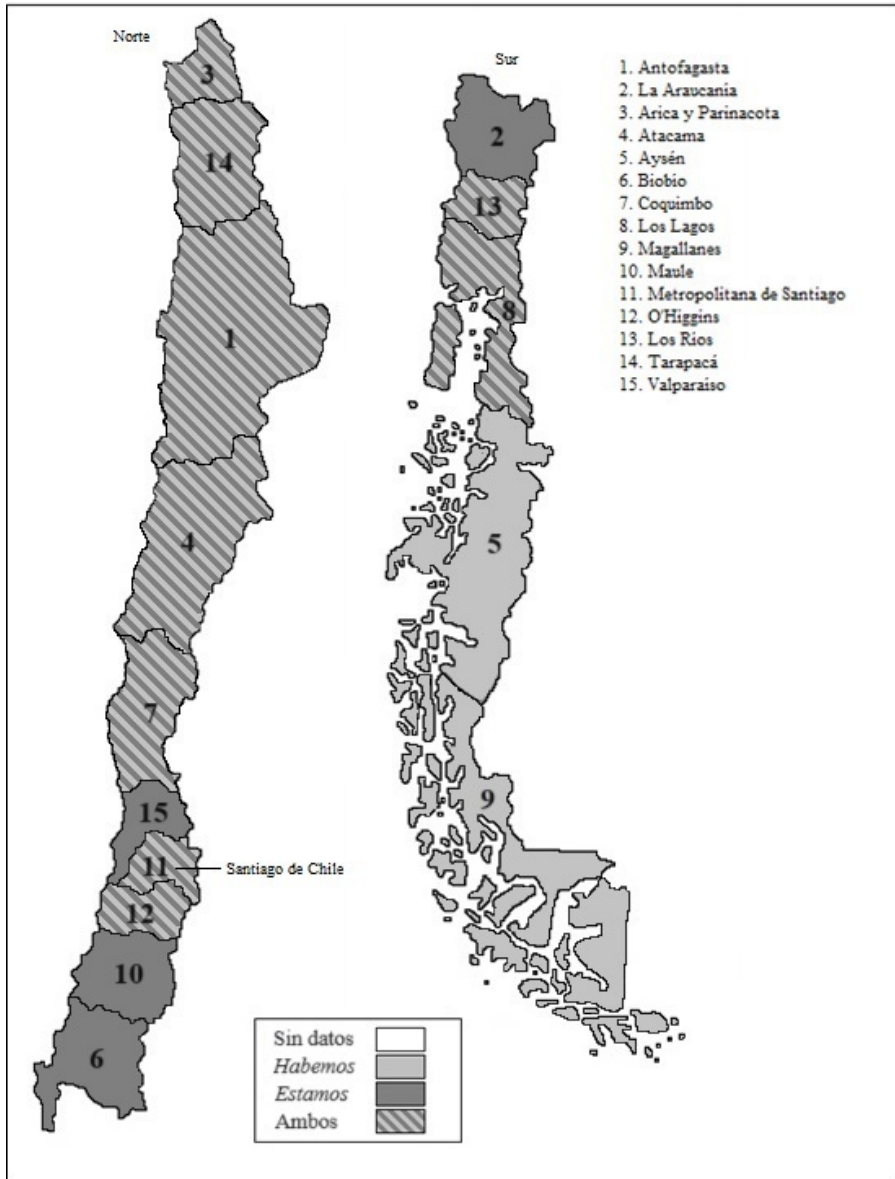 Norte
3
14
1
4
7
15
11
Santiago de Chile
12
10
6
Sur
2
13
8
5
9
1. Antofagasta
2. La Araucanía
3. Arica y Parinacota
4. Atacama
5. Aysén
6. Biobio
7. Coquimbo
8. Los Lagos
9. Magallanes
10. Maule
11. Metropolitana de Santiago
12. O'Higgins
13. Los Rios
14. Tarapacá
15. Valparaiso
Sin datos
Habemos
Estamos
Ambos